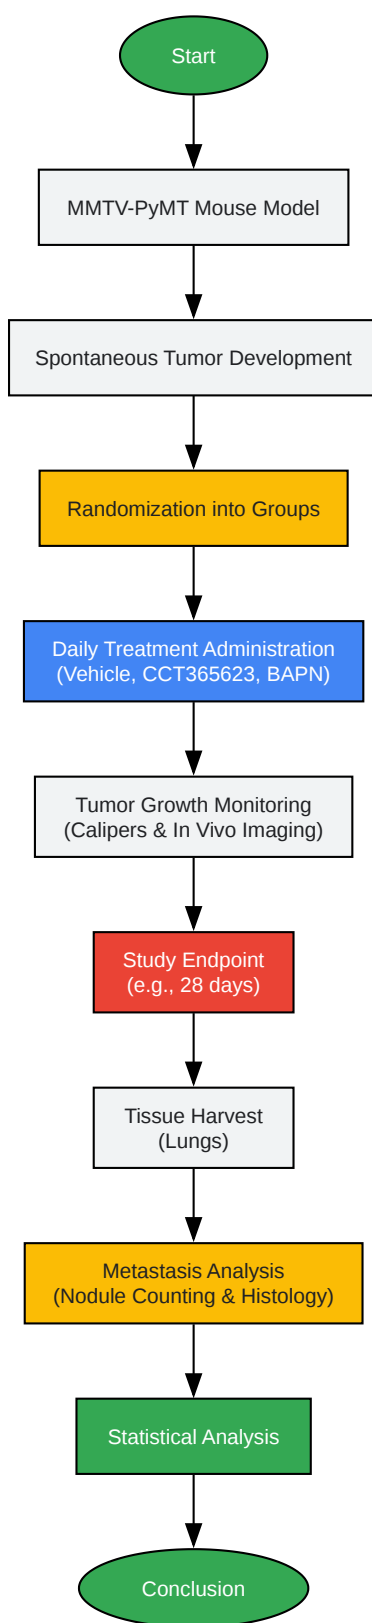 Start
MMTV-PyMT Mouse Model
Spontaneous Tumor Development
Randomization into Groups
Daily Treatment Administration
(Vehicle, CCT365623, BAPN)
Tumor Growth Monitoring
(Calipers & In Vivo Imaging)
Study Endpoint
(e.g., 28 days)
Tissue Harvest
(Lungs)
Metastasis Analysis
(Nodule Counting & Histology)
Statistical Analysis
Conclusion